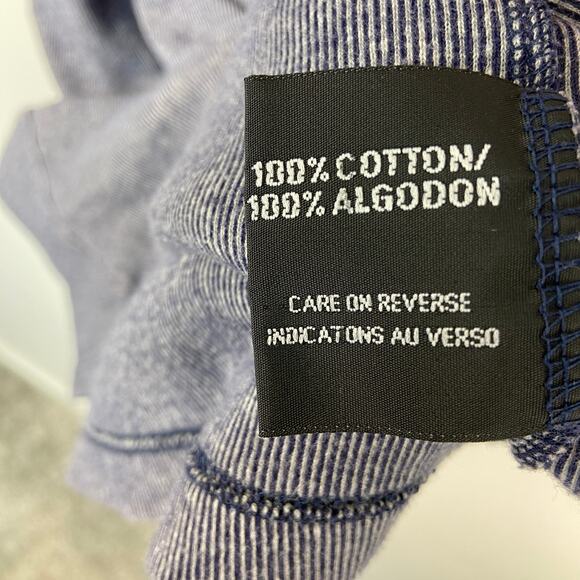 100% COTTON/
100% ALGODON
CARE ON REVERSE
INDICATONS AU VERSO